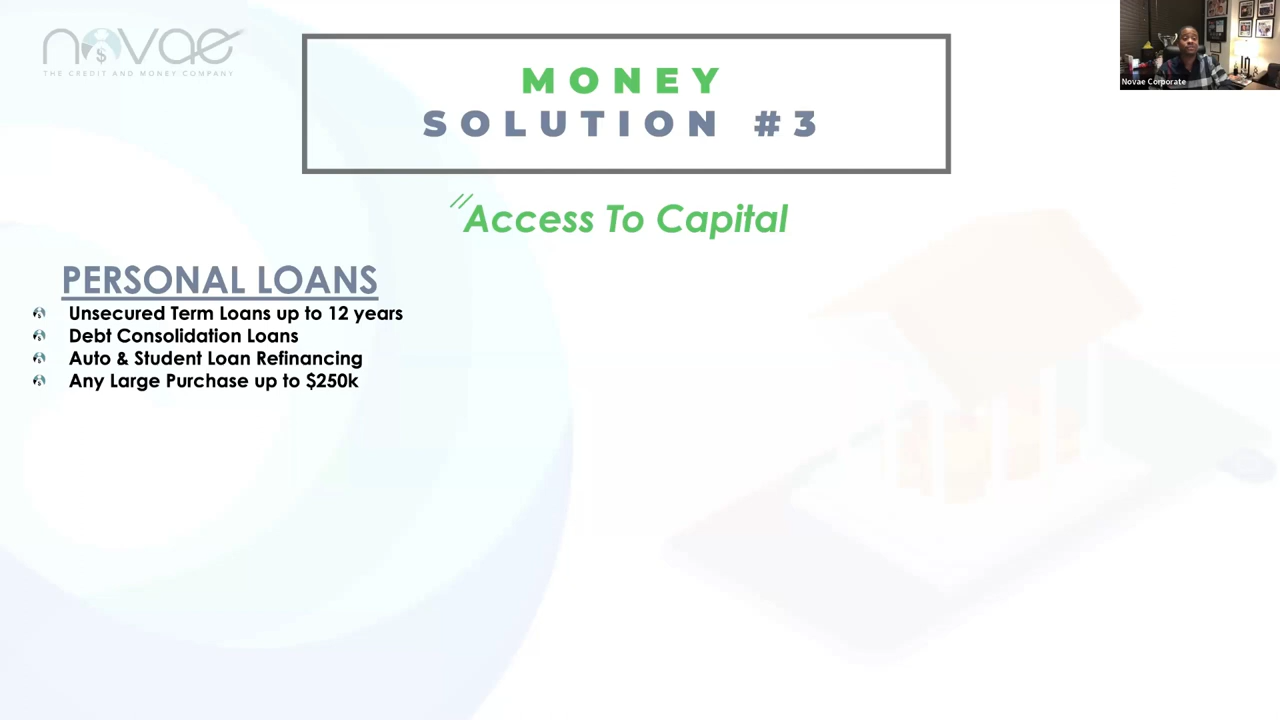 novae
THE CREDIT AND MONEY COMPANY
MONEY
SOLUTION #3
Access To Capital
PERSONAL LOANS
Unsecured Term Loans up to 12 years
Debt Consolidation Loans
Auto & Student Loan Refinancing
Any Large Purchase up to $250k
Novae Corporate